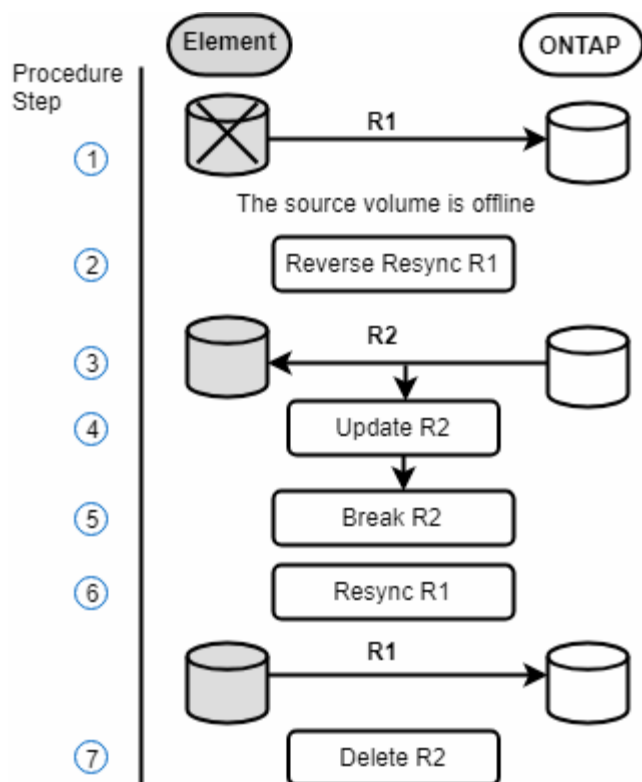 Element
ONTAP
Procedure
Step
R1
1
The source volume is offline
2
Reverse Resync R1
R2
3
4
Update R2
5
Break R2
6
Resync R1
R1
7
Delete R2